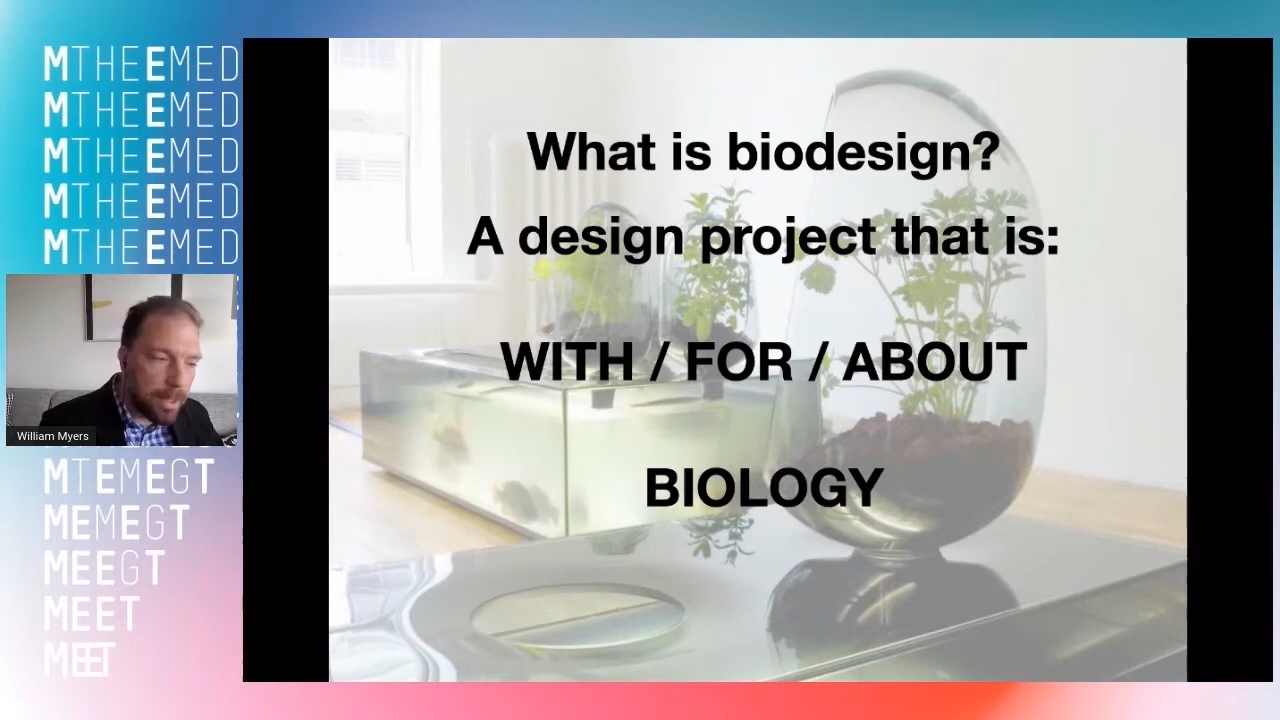 MTHEEMED
MTHEEMED
MTHEEMED
MTHEEMED
MTHEEMED
William Myers
MTEMEGT
MEMEGT
MEEGT
MEET
MEET
What is biodesign?
A design project that is:
WITH / FOR / ABOUT
BIOLOGY